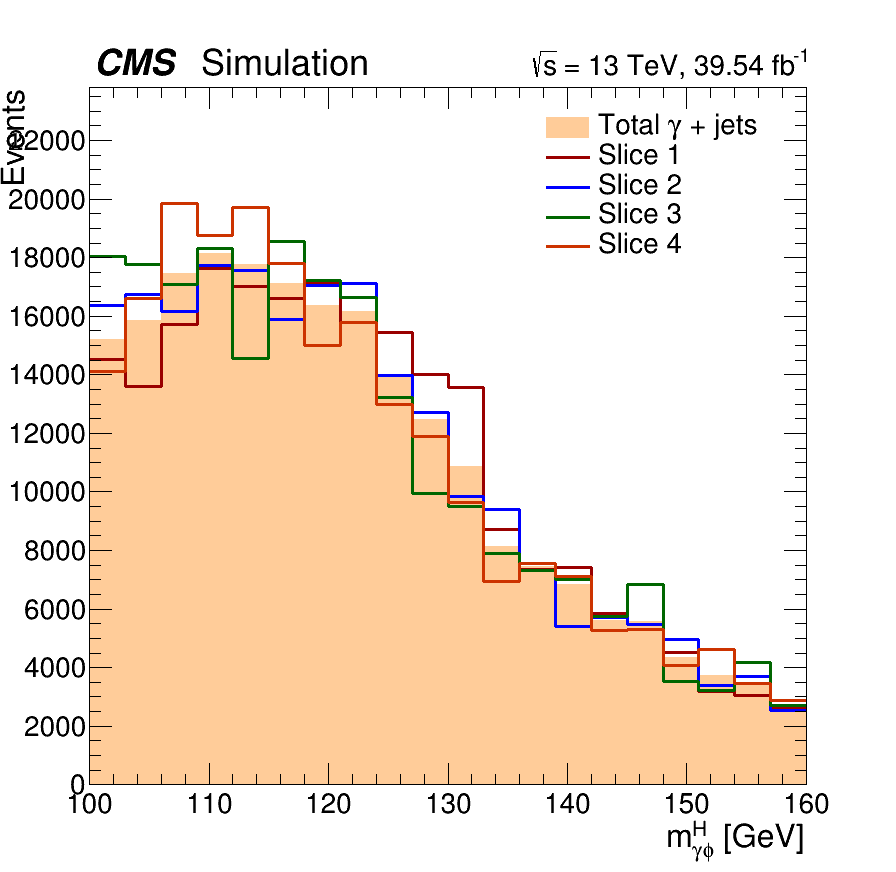 CMS Simulation
√s = 13 TeV, 39.54 fb⁻¹
Events
Total γ + jets
Slice 1
Slice 2
Slice 3
Slice 4
22000
20000
18000
16000
14000
12000
10000
8000
6000
4000
2000
0
100 110 120 130 140 150 160
m^H_γϕ [GeV]